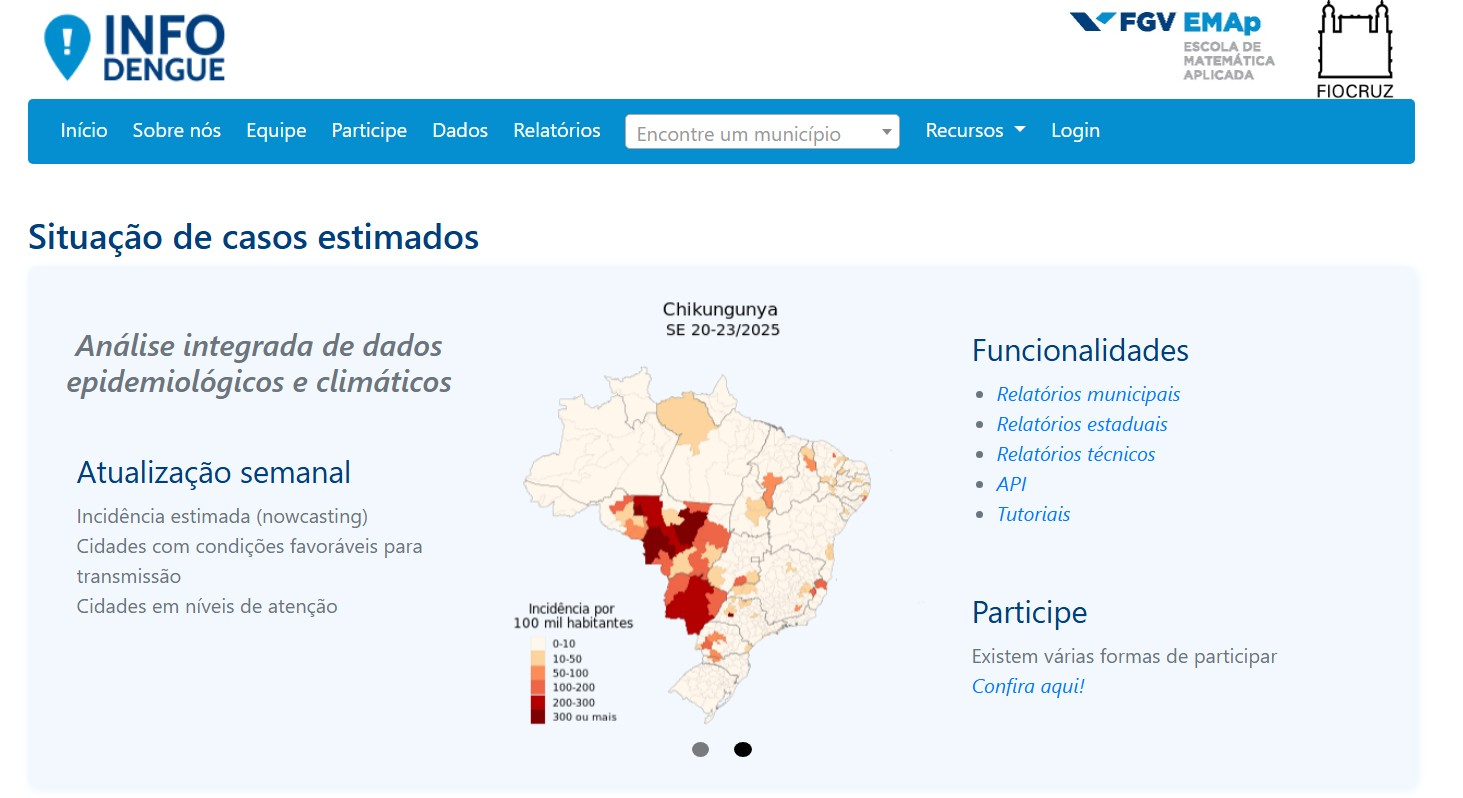 INFO
DENGUE
FGV EMAp
ESCOLA DE
MATEMÁTICA
APLICADA
FIOCRUZ
Início Sobre nós Equipe Participe Dados Relatórios Encontre um município Recursos Login
Situação de casos estimados
Análise integrada de dados
epidemiológicos e climáticos
Atualização semanal
Incidência estimada (nowcasting)
Cidades com condições favoráveis para
transmissão
Cidades em níveis de atenção
Chikungunya
SE 20-23/2025
Incidência por
100 mil habitantes
0-10
10-50
50-100
100-200
200-300
300 ou mais
Funcionalidades
Relatórios municipais
Relatórios estaduais
Relatórios técnicos
API
Tutoriais
Participe
Existem várias formas de participar
Confira aqui!